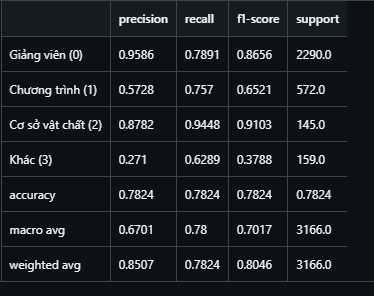 precision recall f1-score support
Giảng viên (0) 0.9586 0.7891 0.8656 2290.0
Chương trình (1) 0.5728 0.757 0.6521 572.0
Cơ sở vật chất (2) 0.8782 0.9448 0.9103 145.0
Khác (3) 0.271 0.6289 0.3788 159.0
accuracy 0.7824 0.7824 0.7824 0.7824
macro avg 0.6701 0.78 0.7017 3166.0
weighted avg 0.8507 0.7824 0.8046 3166.0